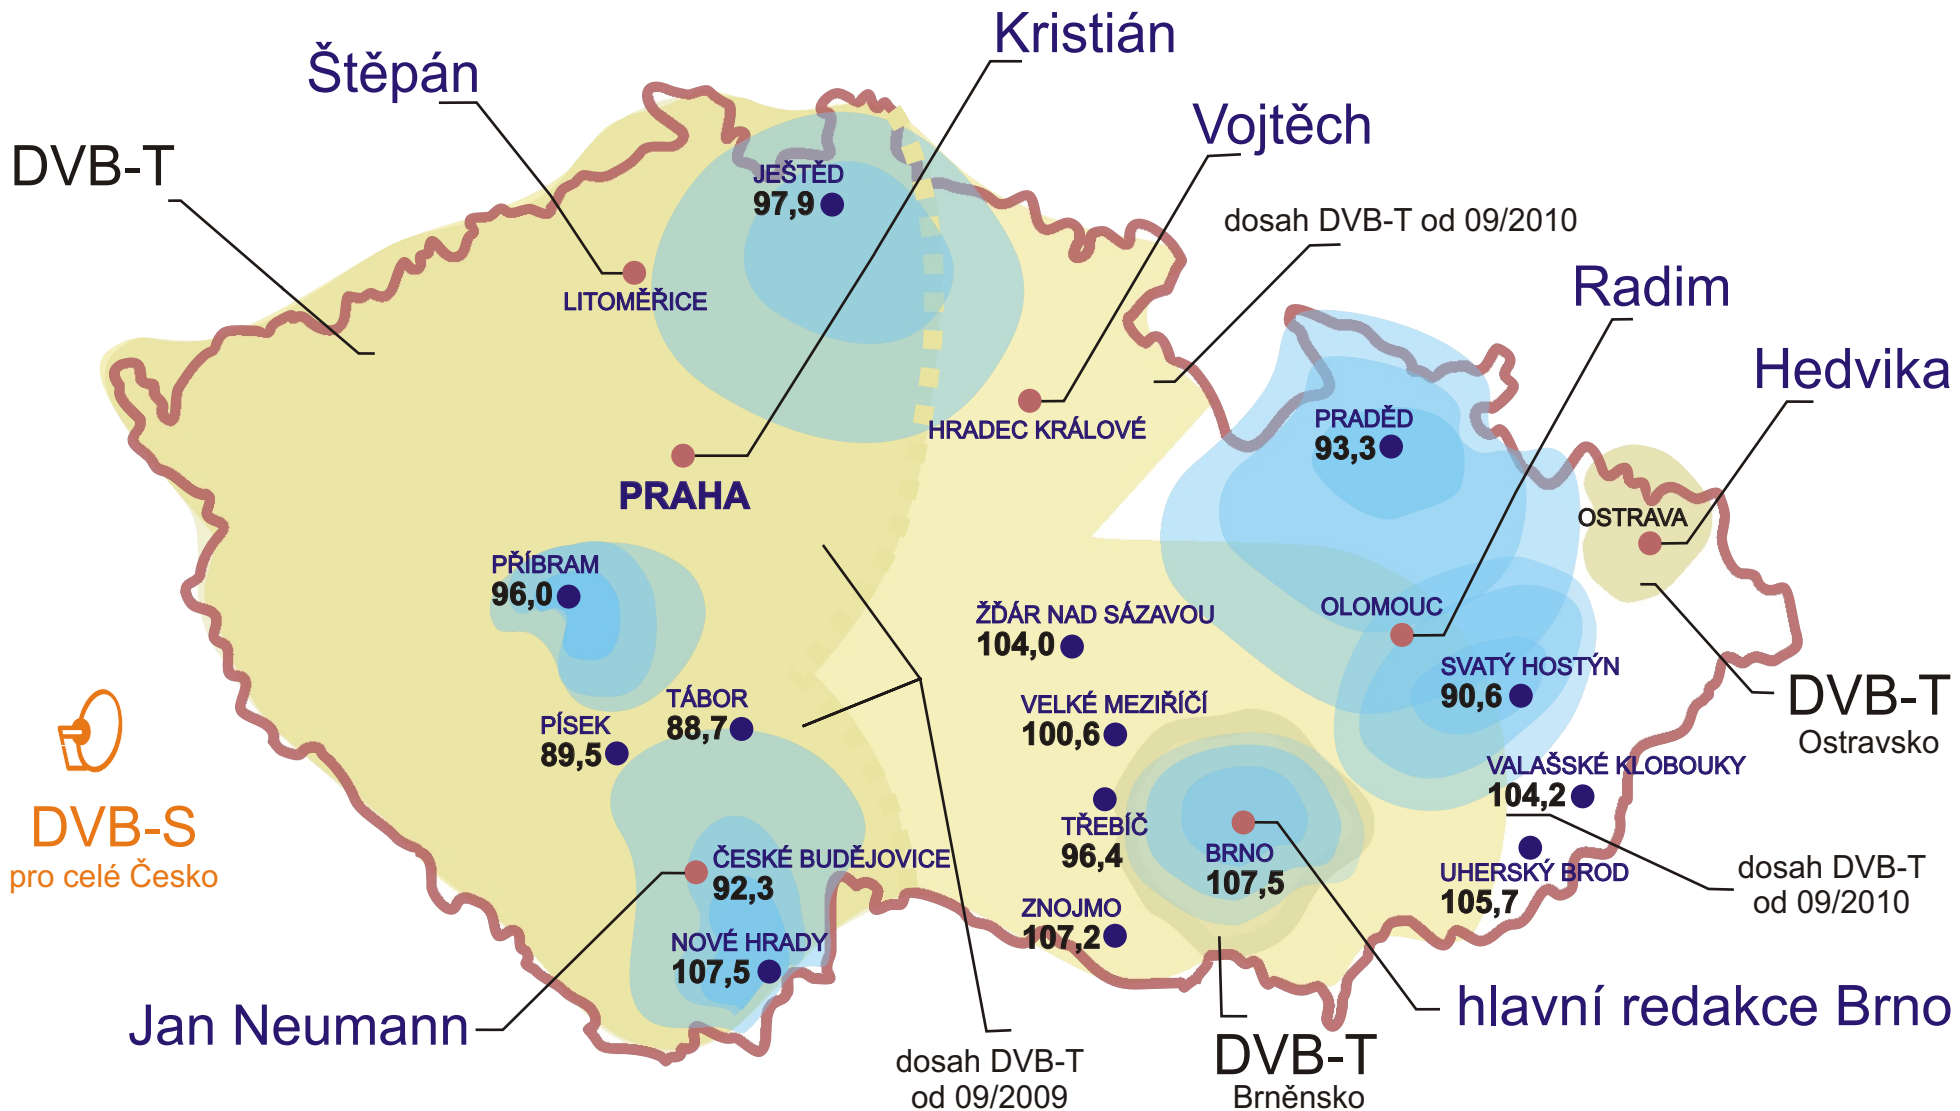 Kristián
Štěpán
Vojtěch
DVB-T
JEŠTĚD
97,9
dosah DVB-T od 09/2010
Radim
LITOMĚŘICE
Hedvika
PRADĚD
93,3
HRADEC KRÁLOVÉ
PRAHA
OSTRAVA
PŘÍBRAM
96,0
OLOMOUC
ŽĎÁR NAD SÁZAVOU
104,0
SVATÝ HOSTÝN
90,6
TÁBOR
88,7
VELKÉ MEZIŘÍČÍ
100,6
DVB-T
Ostravsko
PÍSEK
89,5
VALAŠSKÉ KLOBOUKY
104,2
DVB-S
pro celé Česko
TŘEBÍČ
96,4
BRNO
107,5
ČESKÉ BUDĚJOVICE
92,3
UHERSKÝ BROD
105,7
dosah DVB-T
od 09/2010
ZNOJMO
107,2
NOVÉ HRADY
107,5
Jan Neumann
hlavní redakce Brno
dosah DVB-T
od 09/2009
DVB-T
Brněnsko